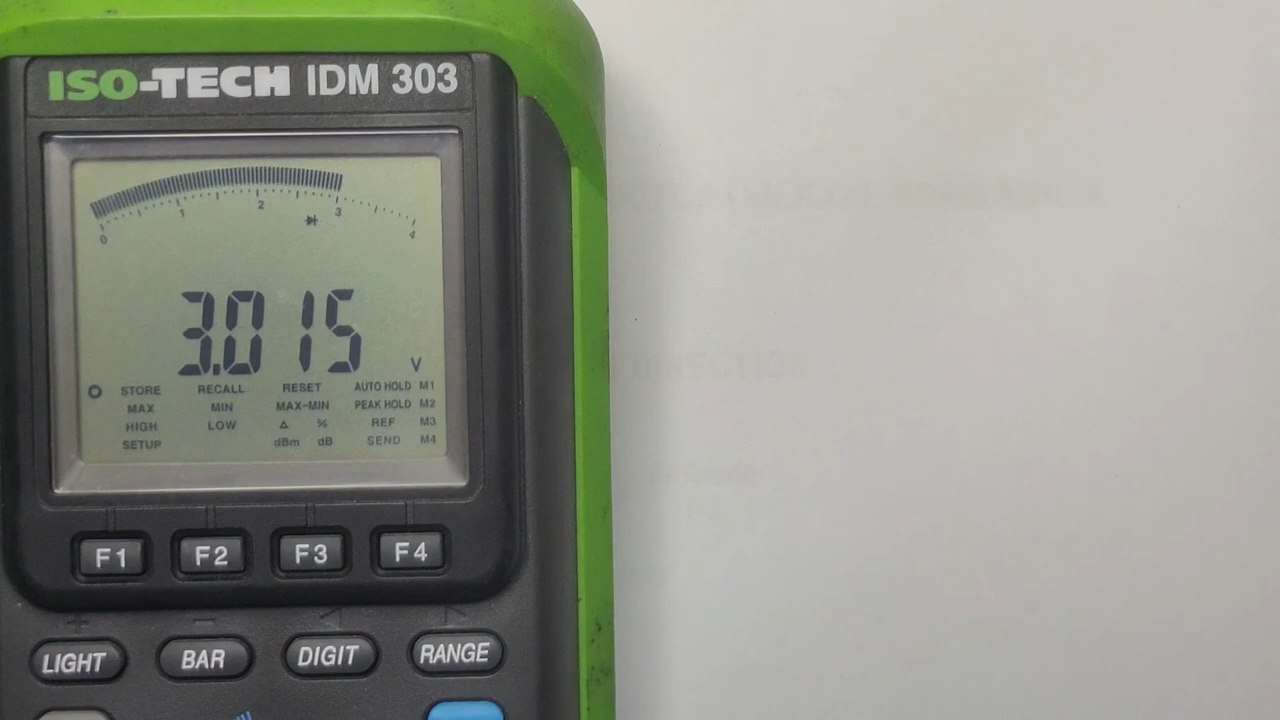 ISO-TECH IDM 303
0 1 2 3 4
3.015 V
STORE RECALL RESET AUTO HOLD M1
MAX MIN MAX-MIN PEAK HOLD M2
HIGH LOW Δ % REF M3
SETUP dBm dB SEND M4
F1 F2 F3 F4
+ −
LIGHT BAR DIGIT RANGE
DIRECTION